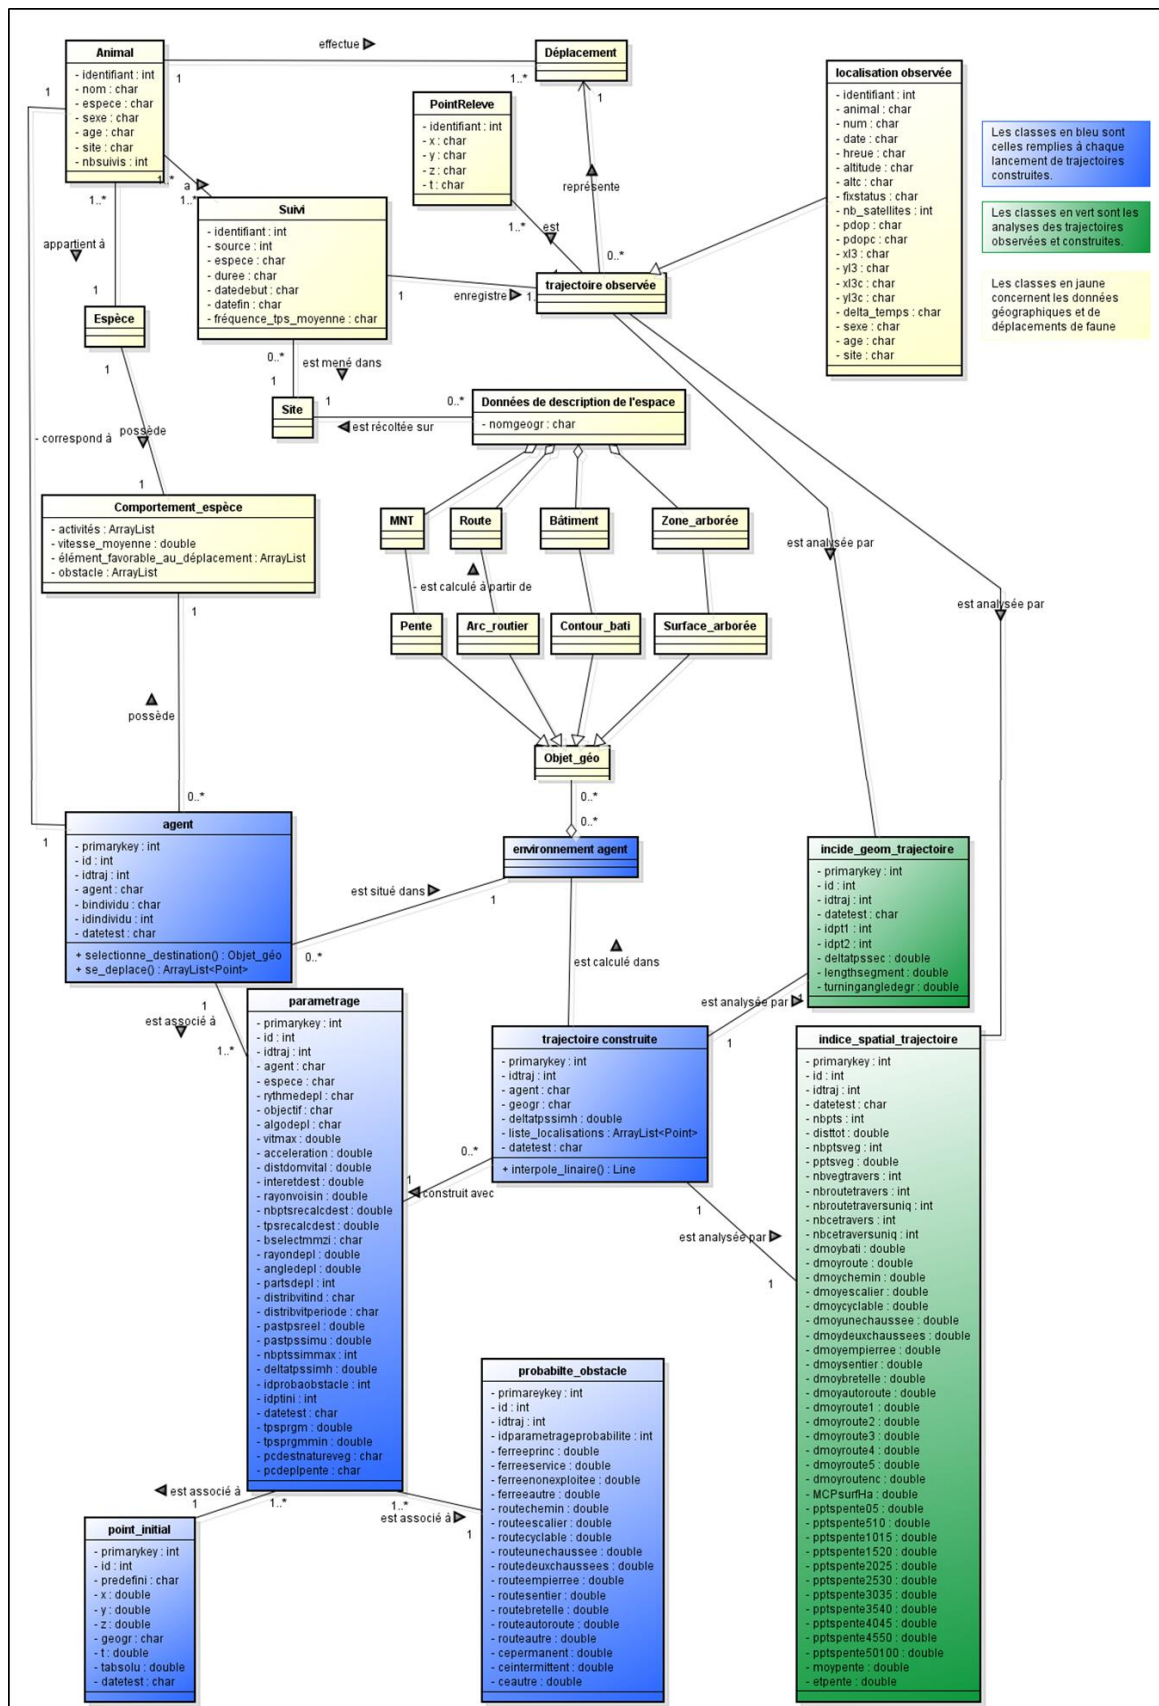 Animal
- identifiant : int
- nom : char
- espece : char
- sexe : char
- age : char
- site : char
- nbsuivis : int
effectue
1
1..*
Déplacement
PointReleve
- identifiant : int
- x : char
- y : char
- z : char
- t : char
localisation observée
- identifiant : int
- animal : char
- num : char
- date : char
- hreue : char
- altitude : char
- altc : char
- fixstatus : char
- nb_satellites : int
- pdop : char
- pdopc : char
- xl3 : char
- yl3 : char
- xl3c : char
- yl3c : char
- delta_temps : char
- sexe : char
- age : char
- site : char
Les classes en bleu sont
celles remplies à chaque
lancement de trajectoires
construites.
Les classes en vert sont les
analyses des trajectoires
observées et construites.
Les classes en jaune
concernent les données
géographiques et de
déplacements de faune
1
1
représente
0..*
1..*
est
1..*
a
1..*
Suivi
- identifiant : int
- source : int
- espece : char
- duree : char
- datedebut : char
- datefin : char
- fréquence_tps_moyenne : char
1
enregistre
trajectoire observée
1..*
appartient à
1
Espèce
1
0..*
est mené dans
1
Site
1
0..*
est récoltée sur
Données de description de l'espace
- nomgeogr : char
- correspond à
possède
1
Comportement_espèce
- activités : ArrayList
- vitesse_moyenne : double
- élément_favorable_au_déplacement : ArrayList
- obstacle : ArrayList
1
possède
0..*
MNT
Route
Bâtiment
Zone_arborée
- est calculé à partir de
Pente
Arc_routier
Contour_bati
Surface_arborée
Objet_géo
0..*
0..*
est analysée par
est analysée par
1
agent
- primarykey : int
- id : int
- idtraj : int
- agent : char
- bindividu : char
- idindividu : int
- datetest : char
+ selectionne_destination() : Objet_géo
+ se_deplace() : ArrayList<Point>
environnement agent
est situé dans
1
0..*
est calculé dans
incide_geom_trajectoire
- primarykey : int
- id : int
- idtraj : int
- datetest : char
- idpt1 : int
- idpt2 : int
- deltatpssec : double
- lengthsegment : double
- turningangledegr : double
est analysée par
1
1
1
est associé à
1..*
parametrage
- primarykey : int
- id : int
- idtraj : int
- agent : char
- espece : char
- rythmedepl : char
- objectif : char
- algodepl : char
- vitmax : double
- acceleration : double
- distdomvital : double
- interetdest : double
- rayonvoisin : double
- nbptsrecalcdest : double
- tpsrecalcdest : double
- bselectmmzi : char
- rayondepl : double
- angledepl : double
- partsdepl : int
- distribvitind : char
- distribvitperiode : char
- pastpsreel : double
- pastpssimu : double
- nbptssimmax : int
- deltatpssimh : double
- idprobaobstacle : int
- idptini : int
- datetest : char
- tpsprgm : double
- tpsprgmmin : double
- pcdestnatureveg : char
- pcdeplpente : char
trajectoire construite
- primarykey : int
- idtraj : int
- agent : char
- geogr : char
- deltatpssimh : double
- liste_localisations : ArrayList<Point>
- datetest : char
+ interpole_linaire() : Line
0..*
1
construit avec
1
est analysée par
1
indice_spatial_trajectoire
- primarykey : int
- id : int
- idtraj : int
- datetest : char
- nbpts : int
- disttot : double
- nbptsveg : int
- pptsveg : double
- nbvegtravers : int
- nbroutetravers : int
- nbroutetraversuniq : int
- nbcetravers : int
- nbcetraversuniq : int
- dmoybati : double
- dmoyroute : double
- dmoychemin : double
- dmoyescalier : double
- dmoycyclable : double
- dmoyunechaussee : double
- dmoydeuxchaussees : double
- dmoyempierree : double
- dmoysentier : double
- dmoybretelle : double
- dmoyautoroute : double
- dmoyroute1 : double
- dmoyroute2 : double
- dmoyroute3 : double
- dmoyroute4 : double
- dmoyroute5 : double
- dmoyroutenc : double
- MCPsurfHa : double
- pptspente05 : double
- pptspente510 : double
- pptspente1015 : double
- pptspente1520 : double
- pptspente2025 : double
- pptspente2530 : double
- pptspente3035 : double
- pptspente3540 : double
- pptspente4045 : double
- pptspente4550 : double
- pptspente50100 : double
- moypente : double
- etpente : double
est associé à
1
1..*
point_initial
- primarykey : int
- id : int
- predefini : char
- x : double
- y : double
- z : double
- geogr : char
- t : double
- tabsolu : double
- datetest : char
1..*
est associé à
1
probabilte_obstacle
- primareykey : int
- id : int
- idtraj : int
- idparametrageprobabilite : int
- ferreeprinc : double
- ferreeservice : double
- ferreenonexploitee : double
- ferreeautre : double
- routechemin : double
- routeescalier : double
- routecyclable : double
- routeunechaussee : double
- routedeuxchaussees : double
- routeempierree : double
- routesentier : double
- routebretelle : double
- routeautoroute : double
- routeautre : double
- cepermanent : double
- ceintermittent : double
- ceautre : double